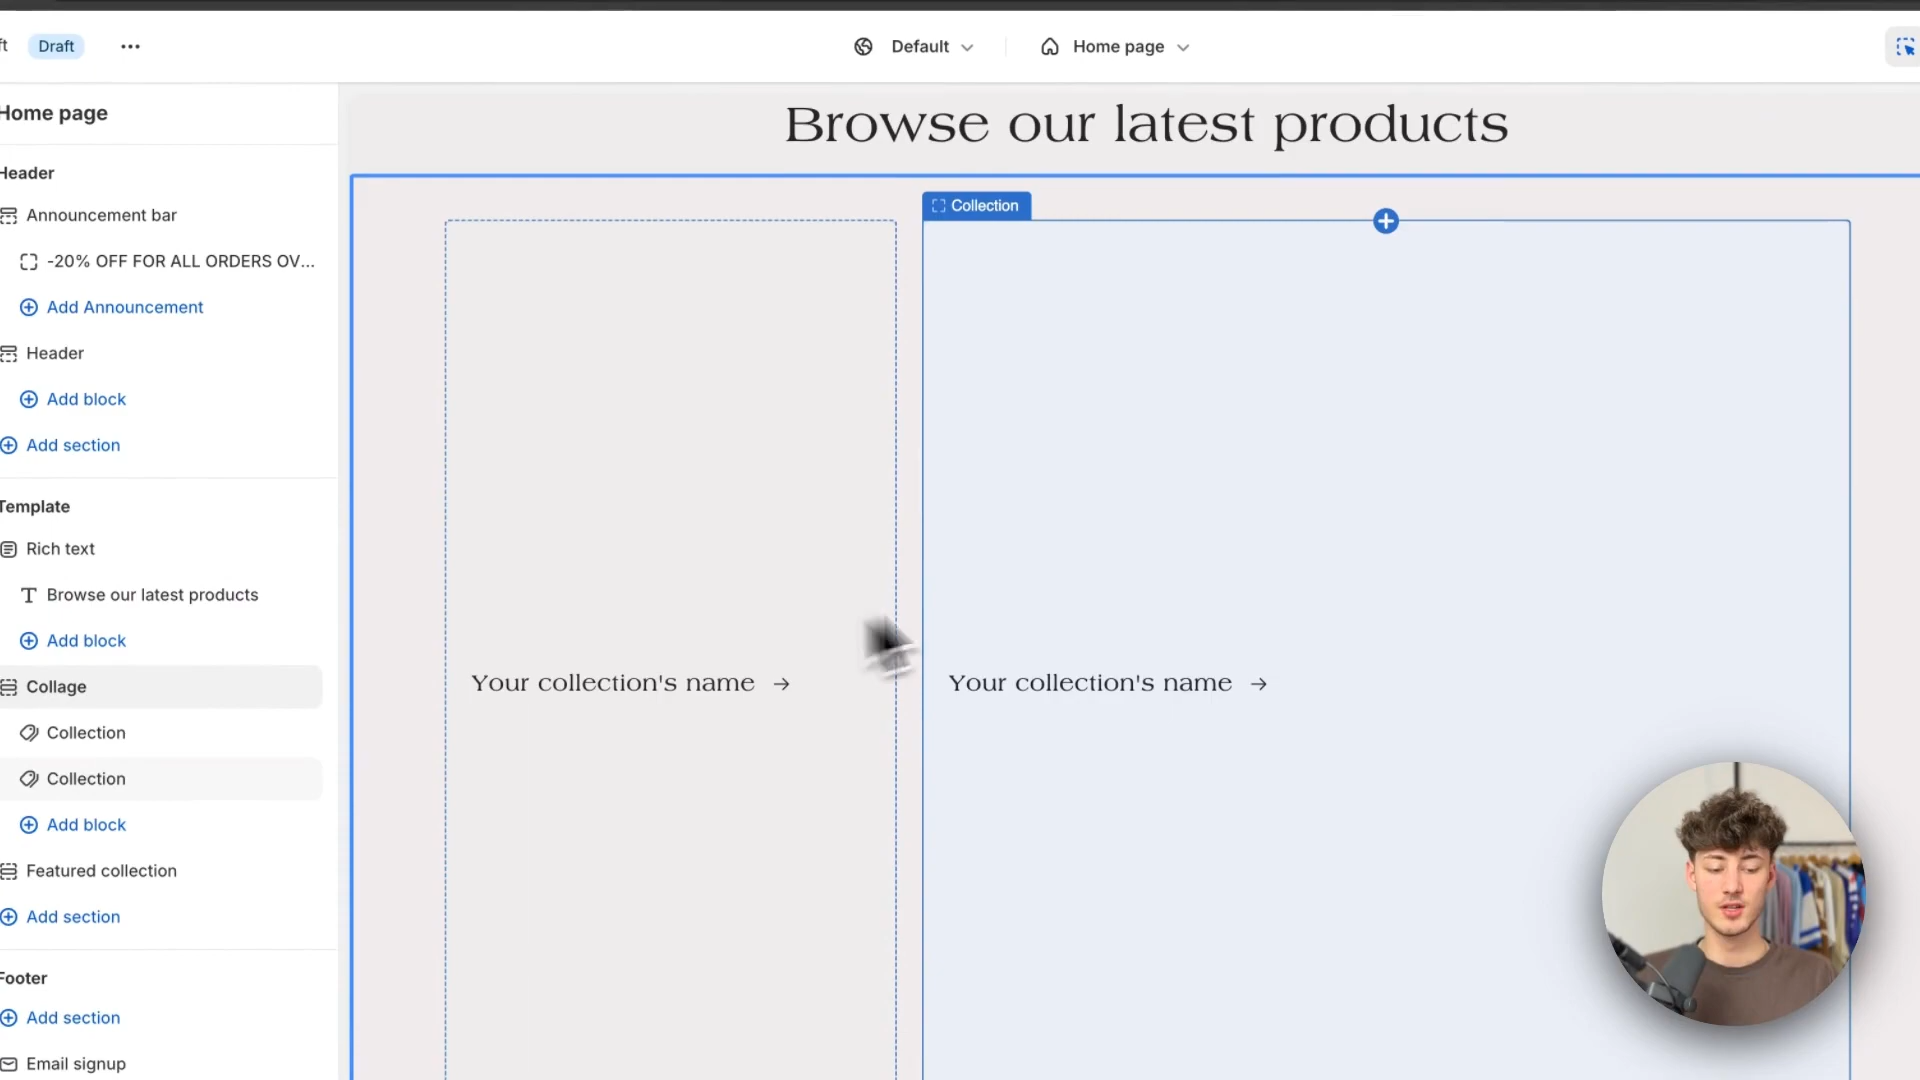 ft
Draft
Default
Home page
Home page
Header
Announcement bar
-20% OFF FOR ALL ORDERS OV...
Add Announcement
Header
Add block
Add section
Template
Rich text
Browse our latest products
Add block
Collage
Collection
Collection
Add block
Featured collection
Add section
Footer
Add section
Email signup
Browse our latest products
Collection
Your collection's name →
Your collection's name →